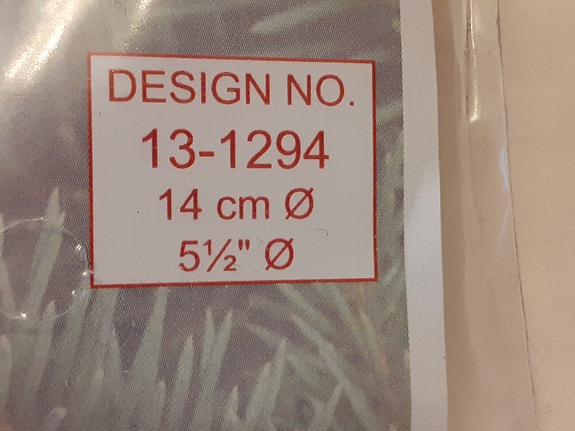 DESIGN NO.
13-1294
14 cm Ø
5½" Ø